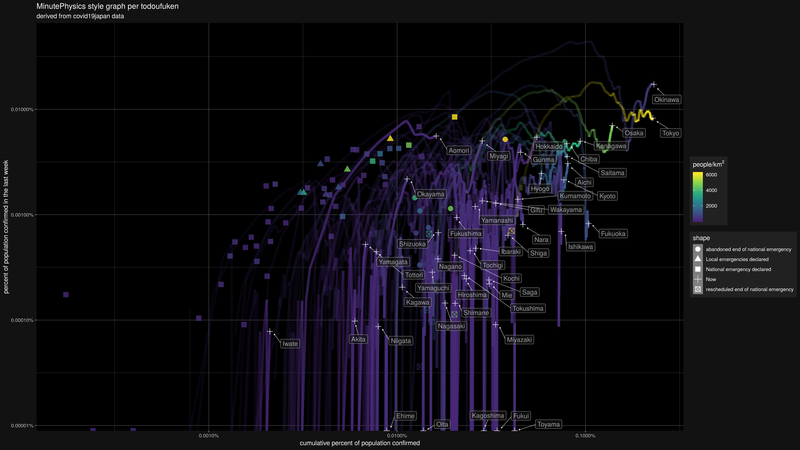 MinutePhysics style graph per todoufuken
derived from covid19japan data
Okinawa
0.01000%
Osaka
Tokyo
Hokkaido
Kanagawa
Aomori
Miyagi
Gunma
Chiba
Saitama
people/km²
6000
4000
2000
Aichi
Okayama
Hyogo
Kumamoto
Kyoto
Gifu
Wakayama
0.00100%
Yamanashi
Fukushima
Nara
Fukuoka
Shizuoka
Ishikawa
Ibaraki
Shiga
shape
abandoned end of national emergency
Local emergencies declared
National emergency declared
Now
rescheduled end of national emergency
Yamagata
Nagano
Tochigi
Tottori
Kochi
Yamaguchi
Saga
Hiroshima
Mie
Kagawa
Tokushima
Shimane
0.00010%
Nagasaki
Iwate
Akita
Niigata
Miyazaki
Ehime
Kagoshima
Fukui
0.00001%
Oita
Toyama
0.0010%
0.0100%
0.1000%
cumulative percent of population confirmed
percent of population confirmed in the last week